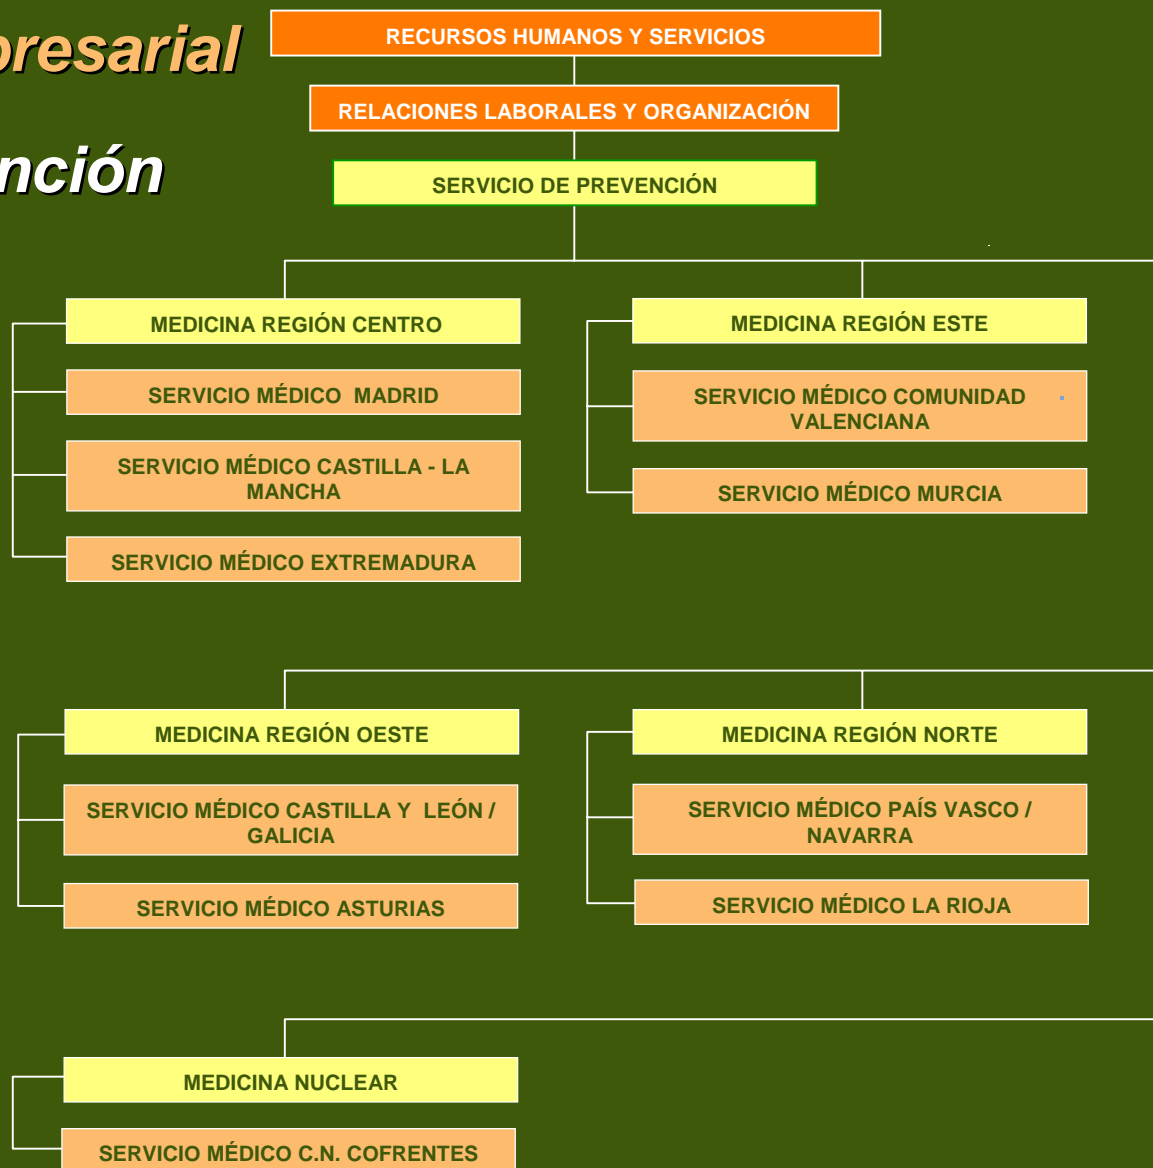 presarial
nción
RECURSOS HUMANOS Y SERVICIOS
RELACIONES LABORALES Y ORGANIZACIÓN
SERVICIO DE PREVENCIÓN
MEDICINA REGIÓN CENTRO
SERVICIO MÉDICO MADRID
SERVICIO MÉDICO CASTILLA - LA
MANCHA
SERVICIO MÉDICO EXTREMADURA
MEDICINA REGIÓN ESTE
SERVICIO MÉDICO COMUNIDAD
VALENCIANA
SERVICIO MÉDICO MURCIA
MEDICINA REGIÓN OESTE
SERVICIO MÉDICO CASTILLA Y LEÓN /
GALICIA
SERVICIO MÉDICO ASTURIAS
MEDICINA REGIÓN NORTE
SERVICIO MÉDICO PAÍS VASCO /
NAVARRA
SERVICIO MÉDICO LA RIOJA
MEDICINA NUCLEAR
SERVICIO MÉDICO C.N. COFRENTES